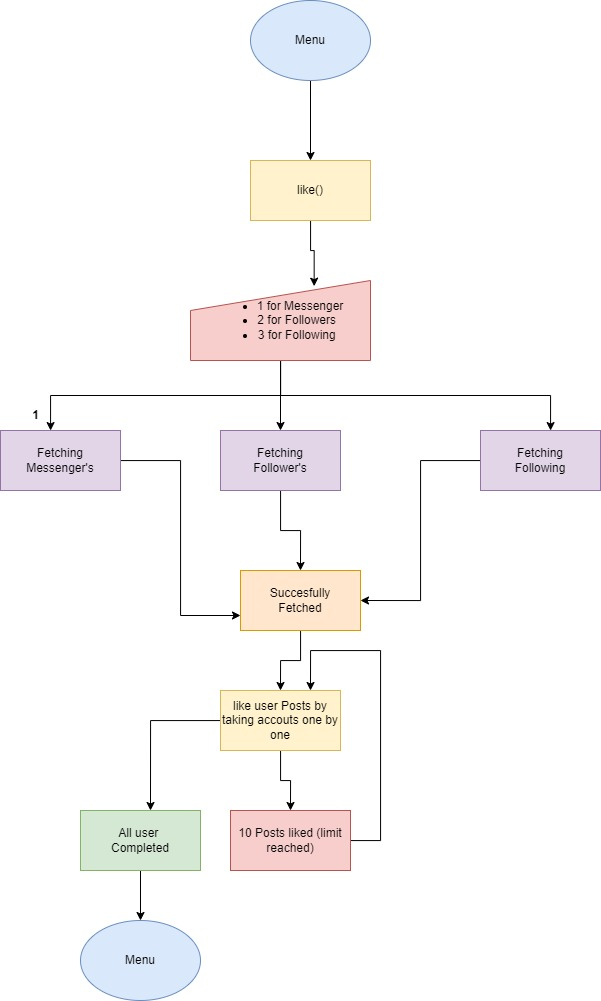 Menu
like()
1 for Messenger
2 for Followers
3 for Following
1
Fetching
Messenger's
Fetching
Follower's
Fetching
Following
Succesfully
Fetched
like user Posts by
taking accouts one by
one
All user
Completed
10 Posts liked (limit
reached)
Menu